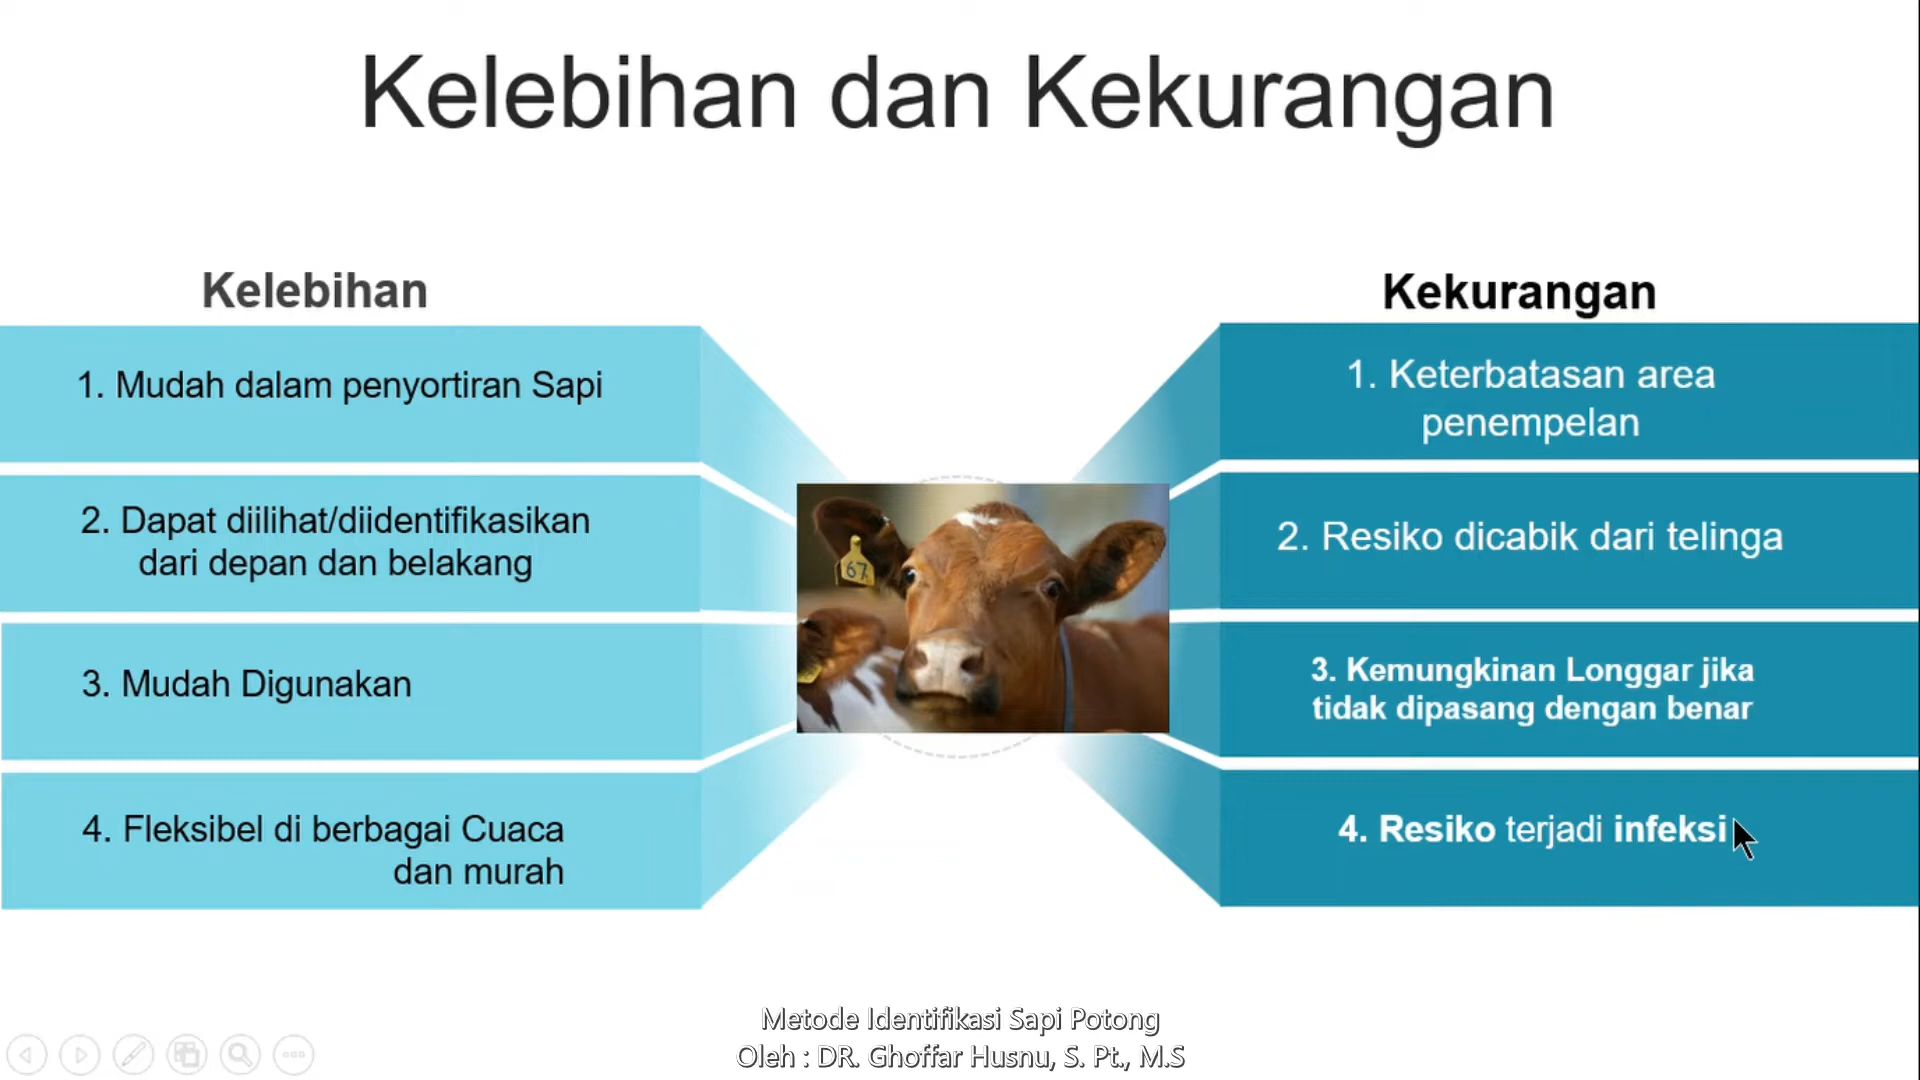 Kelebihan dan Kekurangan
Kelebihan
1. Mudah dalam penyortiran Sapi
2. Dapat diilihat/diidentifikasikan
dari depan dan belakang
3. Mudah Digunakan
4. Fleksibel di berbagai Cuaca
dan murah
67
Kekurangan
1. Keterbatasan area
penempelan
2. Resiko dicabik dari telinga
3. Kemungkinan Longgar jika
tidak dipasang dengan benar
4. Resiko terjadi infeksi
Metode Identifikasi Sapi Potong
Oleh : DR. Ghoffar Husnu, S. Pt., M.S